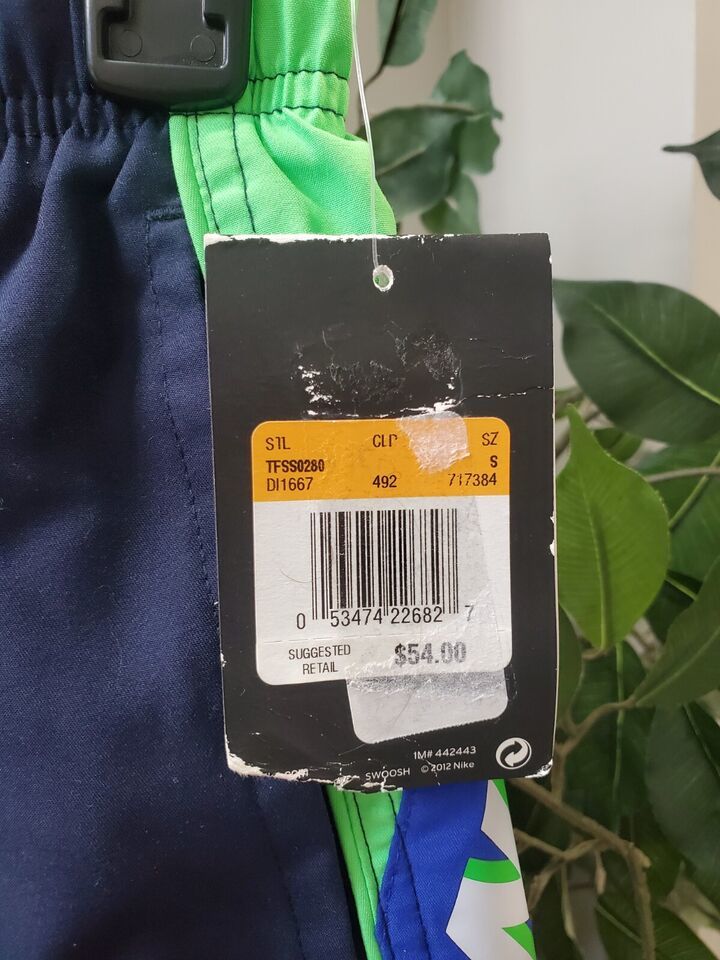 STL CLR SZ
TFSS0280 S
DI1667 492 717384
0 53474 22682 7
SUGGESTED RETAIL $54.00
1M# 442443
SWOOSH © 2012 Nike